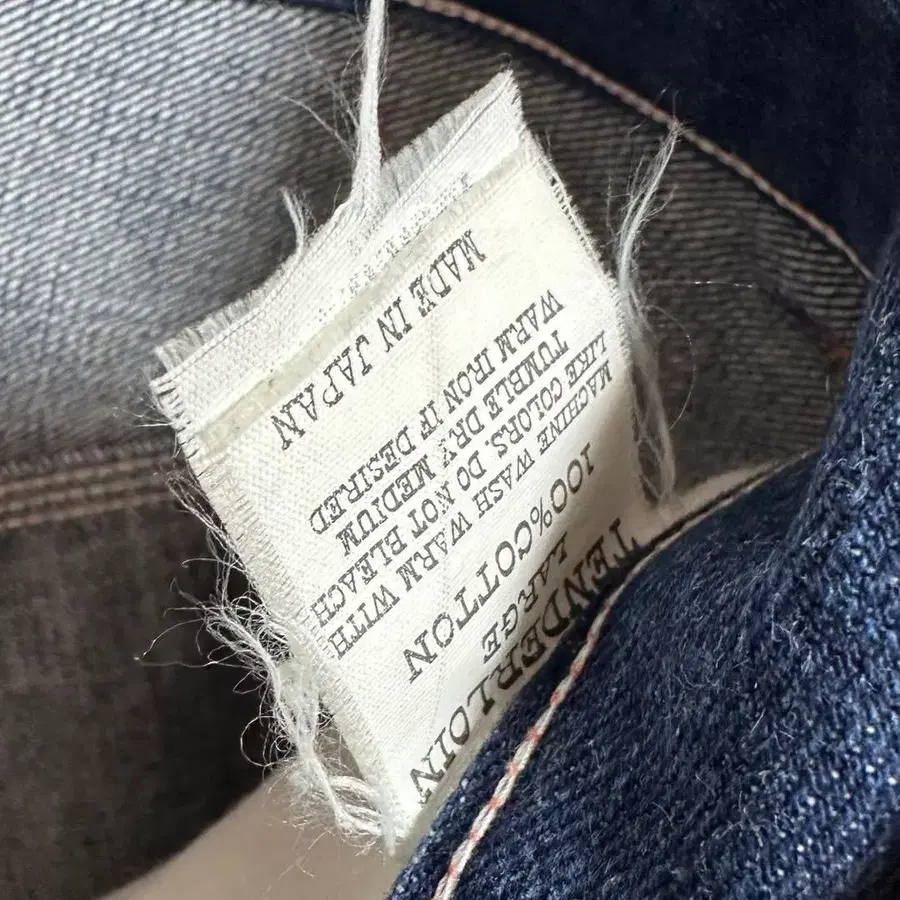 TENDERLOIN
LARGE
100%COTTON
MACHINE WASH WARM WITH
LIKE COLORS. DO NOT BLEACH
TUMBLE DRY MEDIUM
WARM IRON IF DESIRED
MADE IN JAPAN